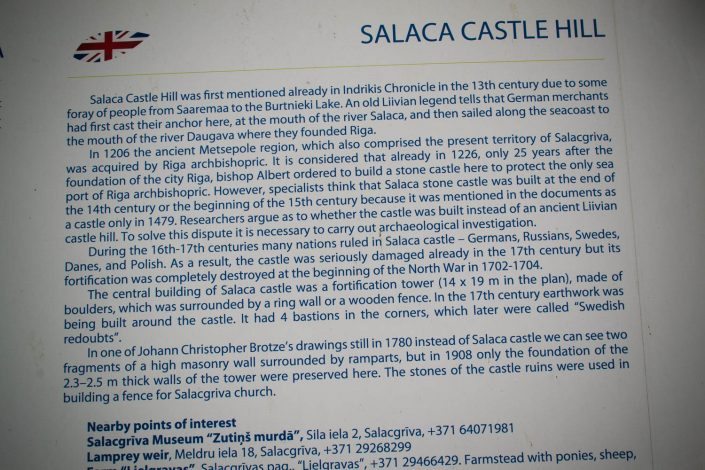 SALACA CASTLE HILL
Salaca Castle Hill was first mentioned already in Indrikis Chronicle in the 13th century due to some
foray of people from Saaremaa to the Burtnieki Lake. An old Liivian legend tells that German merchants
had first cast their anchor here, at the mouth of the river Salaca, and then sailed along the seacoast to
the mouth of the river Daugava where they founded Riga.
In 1206 the ancient Metsepole region, which also comprised the present territory of Salacgriva,
was acquired by Riga archbishopric. It is considered that already in 1226, only 25 years after the
foundation of the city Riga, bishop Albert ordered to build a stone castle here to protect the only sea
port of Riga archbishopric. However, specialists think that Salaca stone castle was built at the end of
the 14th century or the beginning of the 15th century because it was mentioned in the documents as
a castle only in 1479. Researchers argue as to whether the castle was built instead of an ancient Liivian
castle hill. To solve this dispute it is necessary to carry out archaeological investigation.
During the 16th-17th centuries many nations ruled in Salaca castle – Germans, Russians, Swedes,
Danes, and Polish. As a result, the castle was seriously damaged already in the 17th century but its
fortification was completely destroyed at the beginning of the North War in 1702-1704.
The central building of Salaca castle was a fortification tower (14 x 19 m in the plan), made of
boulders, which was surrounded by a ring wall or a wooden fence. In the 17th century earthwork was
being built around the castle. It had 4 bastions in the corners, which later were called “Swedish
redoubts”.
In one of Johann Christopher Brotze’s drawings still in 1780 instead of Salaca castle we can see two
fragments of a high masonry wall surrounded by ramparts, but in 1908 only the foundation of the
2.3–2.5 m thick walls of the tower were preserved here. The stones of the castle ruins were used in
building a fence for Salacgriva church.
Nearby points of interest
Salacgrīva Museum “Zutiņš murdā”, Sila iela 2, Salacgrīva, +371 64071981
Lamprey weir, Meldru iela 18, Salacgrīva, +371 29268299
Farm “Lielgravas”, Salacgrīvas pag., “Lielgravas”, +371 29466429. Farmstead with ponies, sheep,